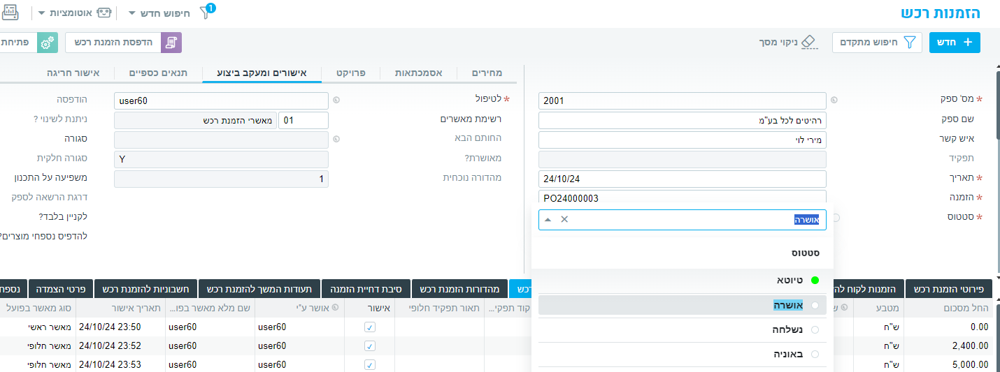 הזמנות רכש
1
חיפוש חדש
אוטומציות
חדש
חיפוש מתקדם
ניקוי מסך
הדפסת הזמנת רכש
פתיחת
מס' ספק
2001
שם ספק
רהיטים לכל בע"מ
איש קשר
מירי לוי
תפקיד
תאריך
24/10/24
הזמנה
PO24000003
סטטוס
אושרה
סטטוס
טיוטא
אושרה
נשלחה
באוניה
מחירים
אסמכתאות
פרויקט
אישורים ומעקב ביצוע
תנאים כספיים
אישור חריגה
לטיפול
user60
רשימת מאשרים
01
מאשרי הזמנת רכש
החותם הבא
מאושרת?
Y
מהדורה נוכחית
1
הודפסה
ניתנת לשינוי ?
סגורה
סגורה חלקית
משפיעה על התכנון
דרגת הרשאה לספק
לקניין בלבד?
להדפיס נספחי מוצרים?
פירוטי הזמנת רכש
הזמנות לקוח לה
רכש
מהדורות הזמנת רכש
סיבת דחיית הזמנה
תעודות המשך להזמנת רכש
חשבוניות להזמנת רכש
פרטי הצמדה
נספח
החל מסכום
מטבע
קוד תפקי...
תאור תפקיד חלופי
אישור
אושר ע"י
שם מלא מאשר בפו...
תאריך אישור
סוג מאשר בפועל
0.00
ש"ח
user60
user60
24/10/24 23:50
מאשר ראשי
2,400.00
ש"ח
user60
user60
24/10/24 23:52
מאשר חלופי
5,000.00
ש"ח
user60
user60
24/10/24 23:53
מאשר חלופי